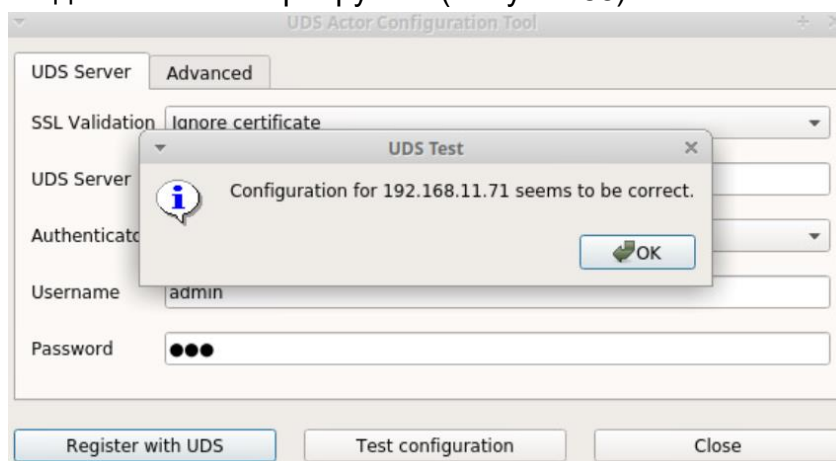 UDS Actor Configuration Tool
UDS Server Advanced
SSL Validation Ignore certificate
UDS Test
UDS Server
Configuration for 192.168.11.71 seems to be correct.
OK
Username admin
Password ●●●
Register with UDS Test configuration Close